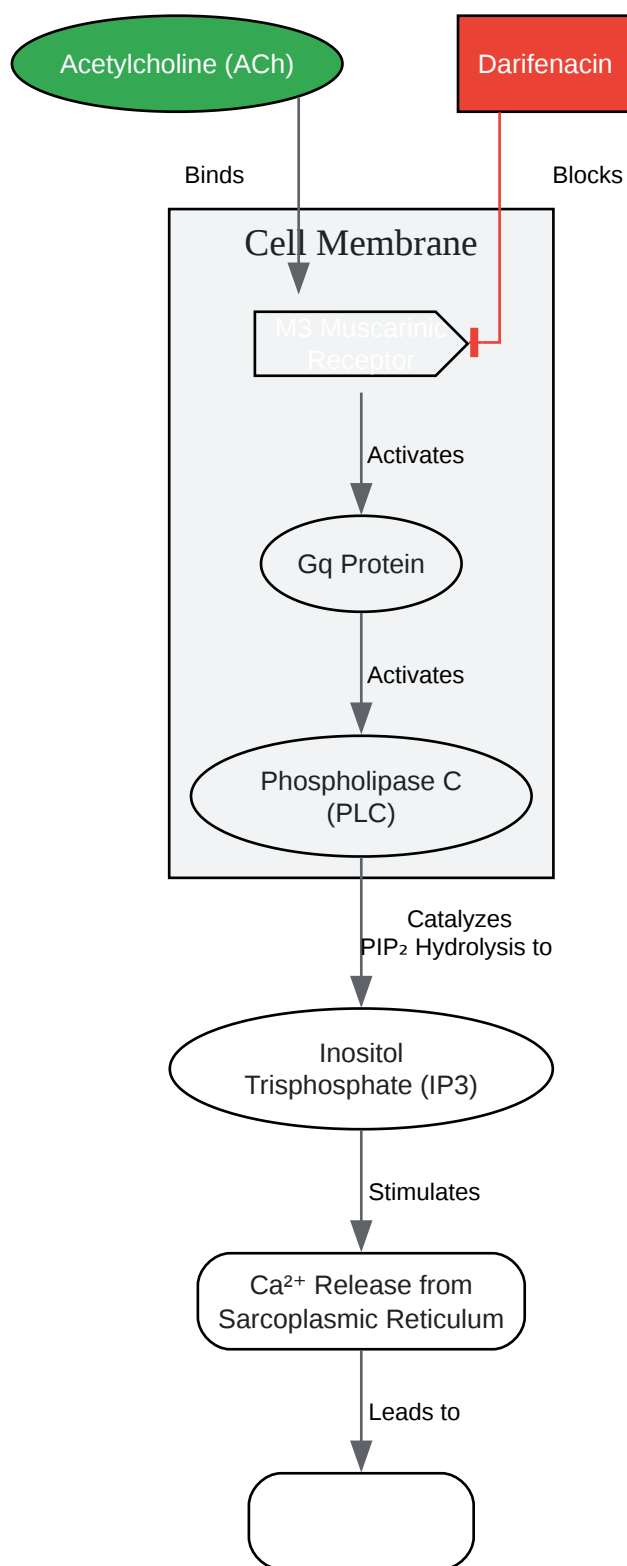 Acetylcholine (ACh)
Darifenacin
Binds
Blocks
Cell Membrane
M3 Muscarinic
Receptor
Activates
Gq Protein
Activates
Phospholipase C
(PLC)
Catalyzes
PIP₂ Hydrolysis to
Inositol
Trisphosphate (IP3)
Stimulates
Ca²⁺ Release from
Sarcoplasmic Reticulum
Leads to